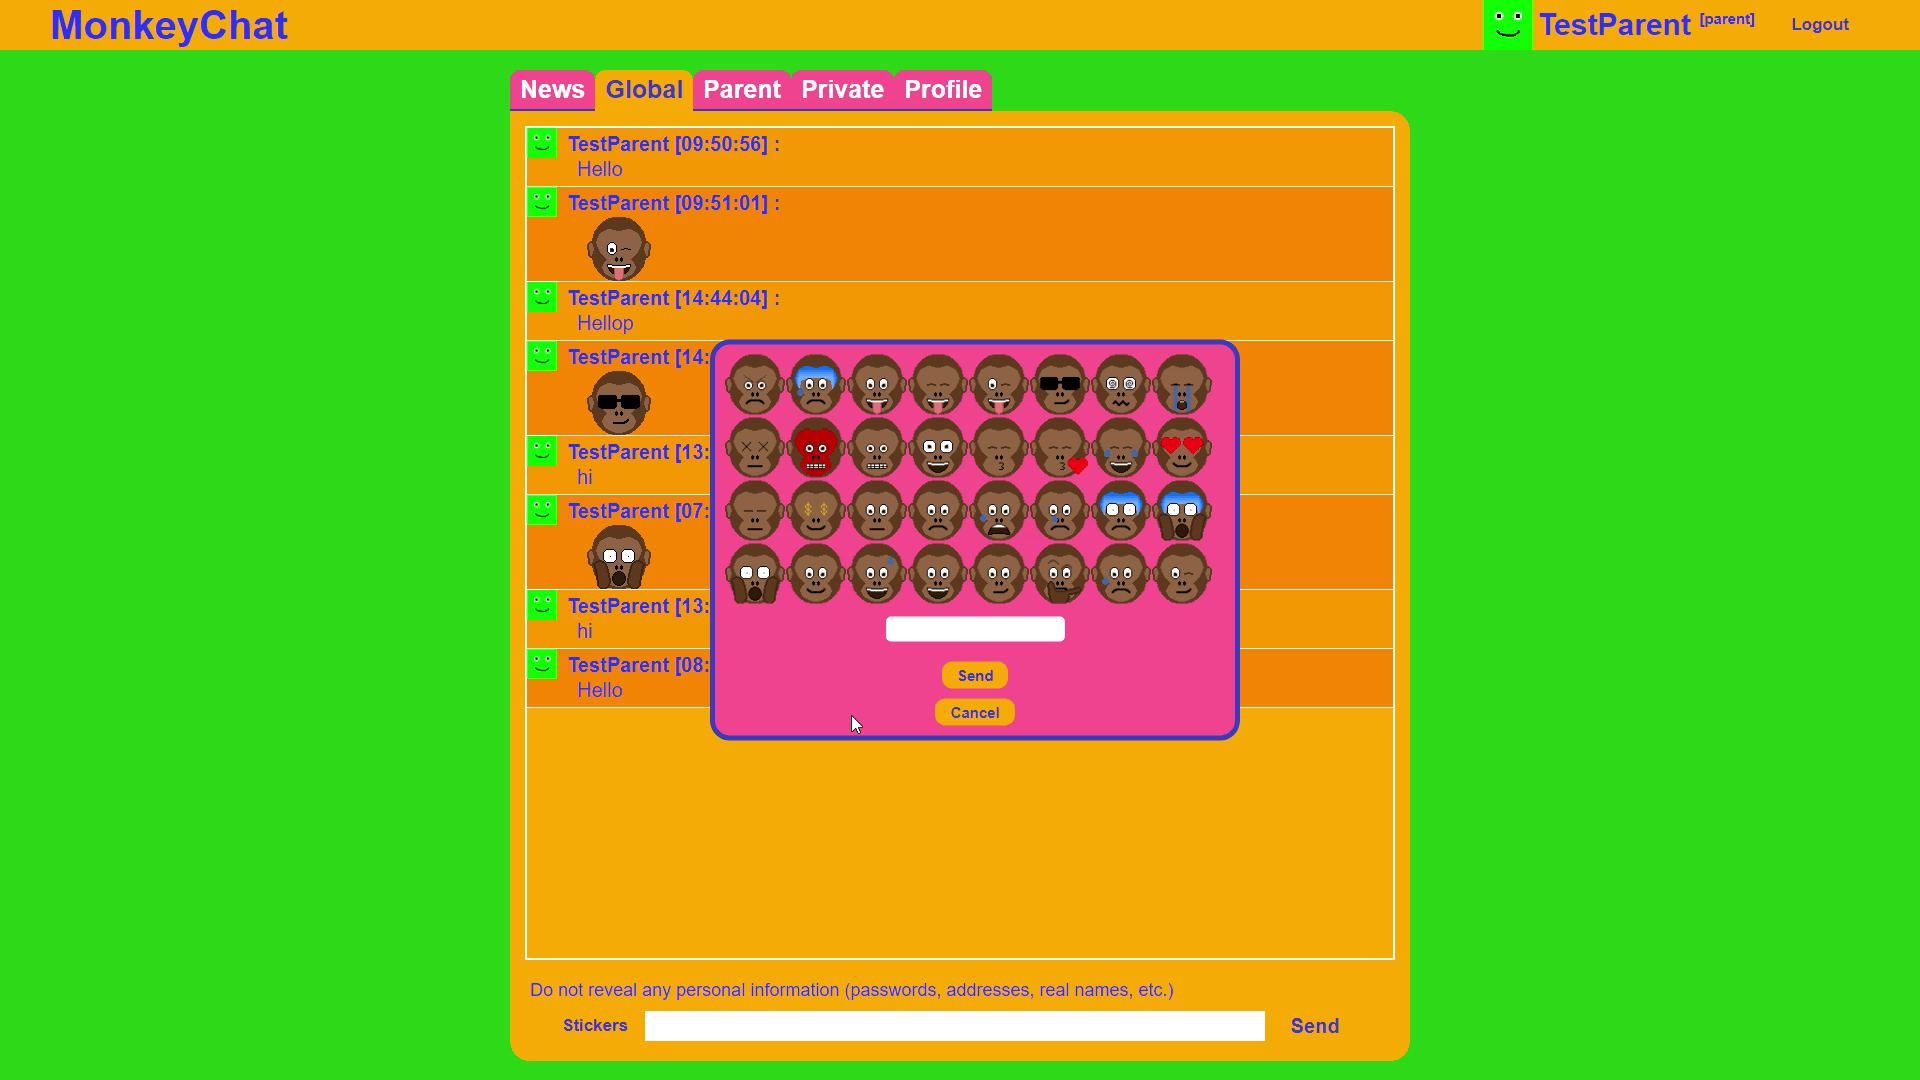 MonkeyChat
TestParent [parent]
Logout
News
Global
Parent
Private
Profile
TestParent [09:50:56] :
Hello
TestParent [09:51:01] :
TestParent [14:44:04] :
Hellop
TestParent [14:
TestParent [13:
hi
TestParent [07:
TestParent [13:
hi
TestParent [08:
Hello
Send
Cancel
Do not reveal any personal information (passwords, addresses, real names, etc.)
Stickers
Send